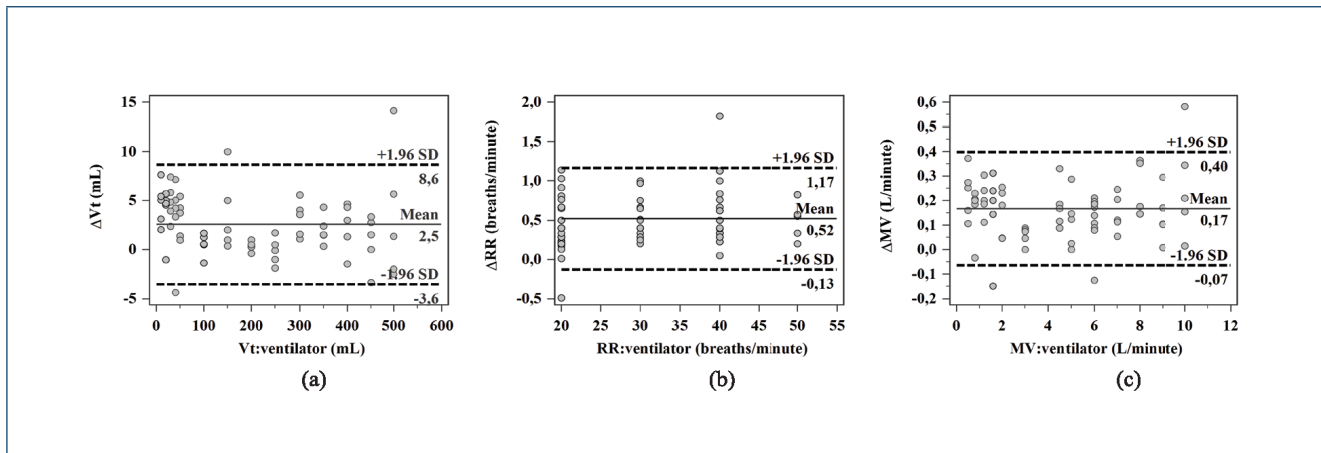 15
10
5
0
-5
ΔVt (mL)
+1.96 SD
8,6
Mean
2,5
-1.96 SD
-3.6
0 100 200 300 400 500 600
Vt:ventilator (mL)
(a)
2,0
1,5
1,0
0,5
0,0
-0,5
ΔRR (breaths/minute)
+1.96 SD
1,17
Mean
0,52
-1.96 SD
-0,13
20 25 30 35 40 45 50 55
RR:ventilator (breaths/minute)
(b)
0,6
0,5
0,4
0,3
0,2
0,1
0,0
-0,1
-0,2
ΔMV (L/minute)
+1.96 SD
0,40
Mean
0,17
-1.96 SD
-0,07
0 2 4 6 8 10 12
MV:ventilator (L/minute)
(c)